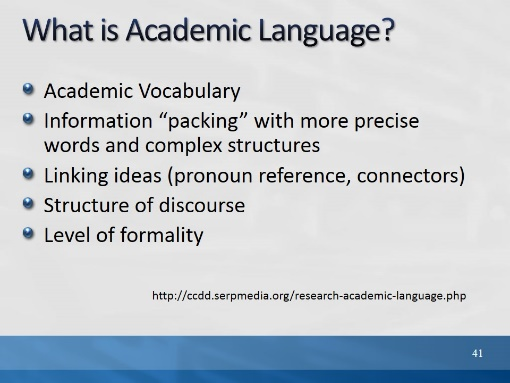 What is Academic Language?
Academic Vocabulary
Information “packing” with more precise
words and complex structures
Linking ideas (pronoun reference, connectors)
Structure of discourse
Level of formality
http://ccdd.serpmedia.org/research-academic-language.php
41